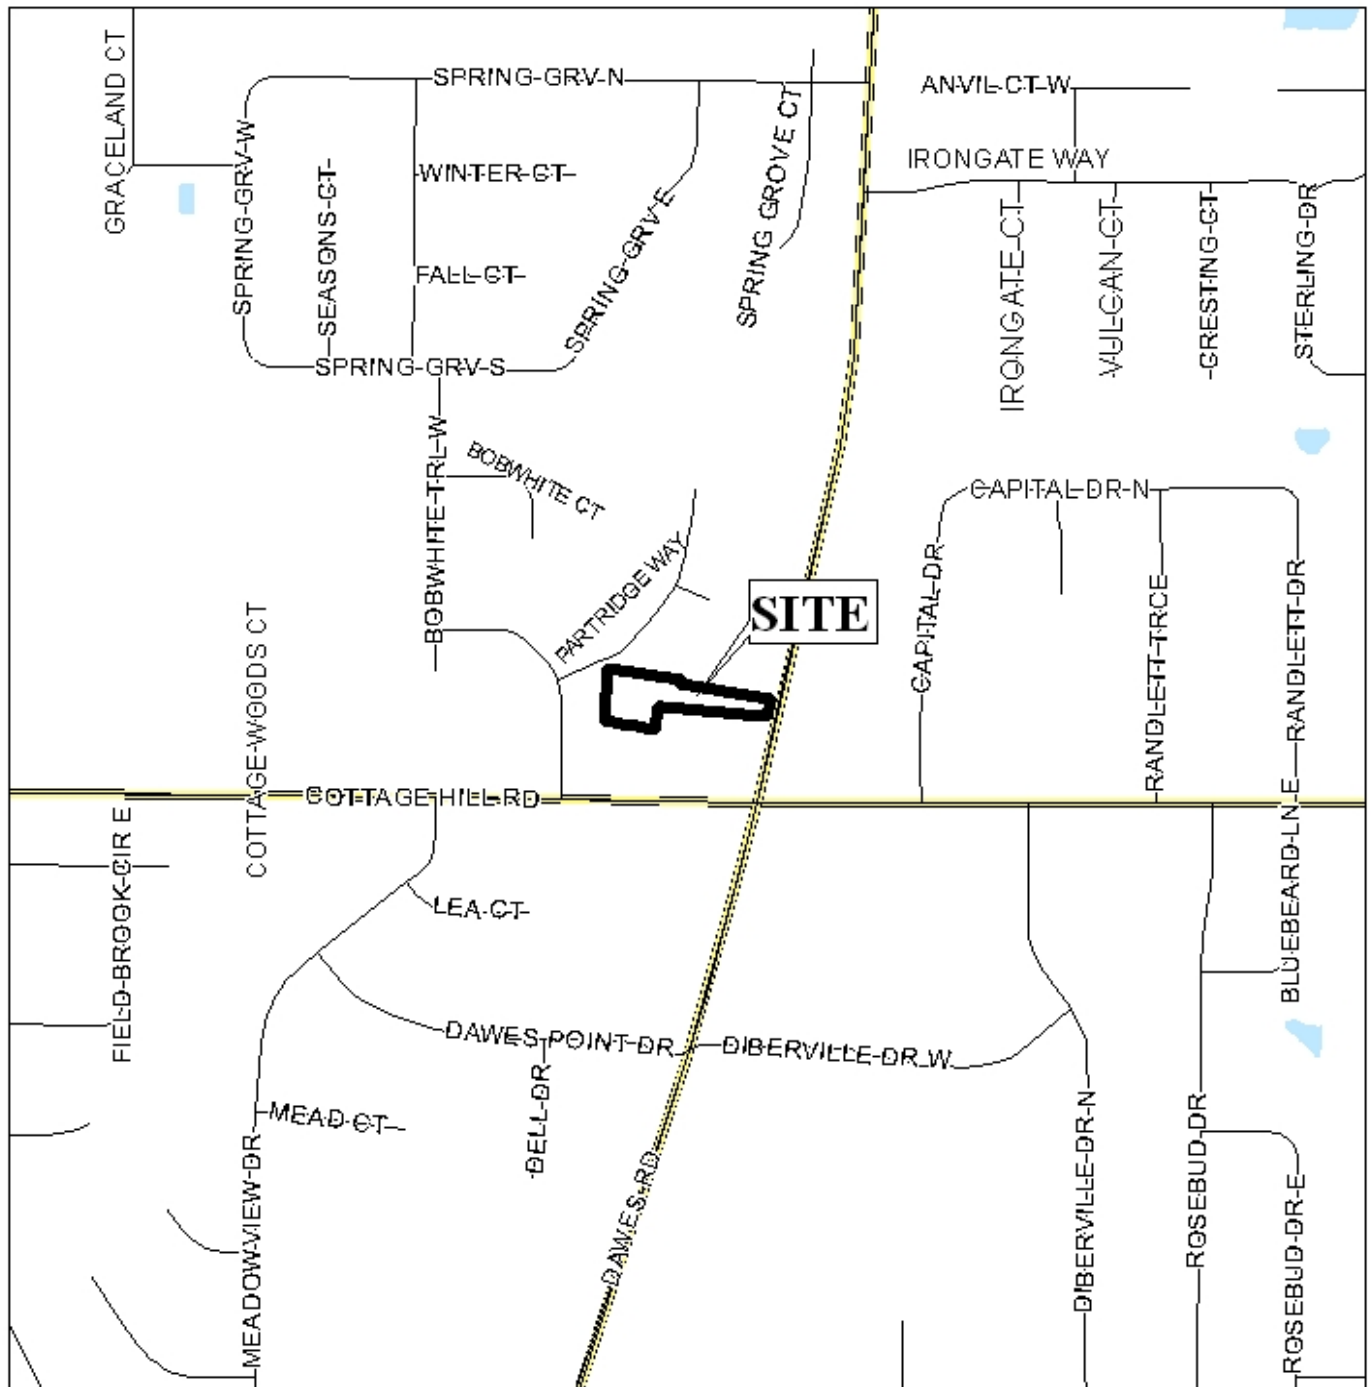 GRACELAND CT
SPRING GRV N
ANVIL CT W
SPRING GRV W
SEASONS CT
WINTER CT
SPRING GROVE CT
IRONGATE WAY
SPRING GRV E
FALL CT
IRONGATE CT
VULCAN CT
CRESTING CT
STERLING DR
SPRING GRV S
BOBWHITE TRL W
BOBWHITE CT
CAPITAL DR N
PARTRIDGE WAY
SITE
CAPITAL DR
RANDLETT TRCE
RANDLETT DR
COTTAGE WOODS CT
COTTAGE HILL RD
FIELD BROOK CIR E
BLUEBEARD LN E
LEA CT
DAWES POINT DR
DIBERVILLE DR W
DELL DR
MEAD CT
MEADOW VIEW DR
DAWES RD
DIBERVILLE DR N
ROSEBUD DR
ROSEBUD DR E